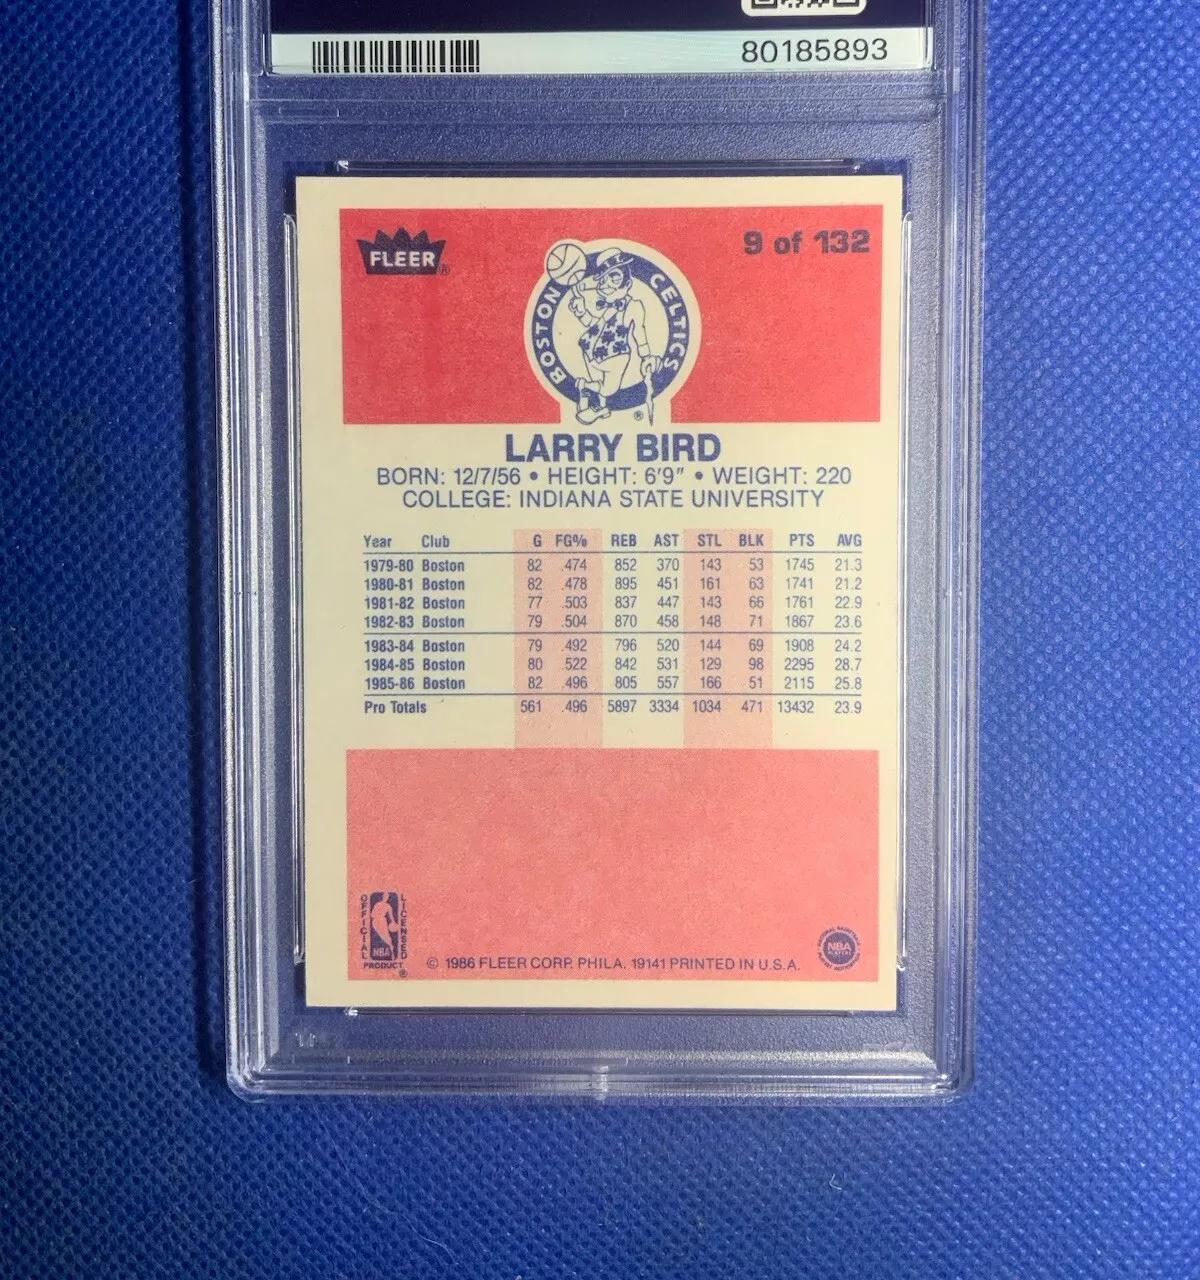 80185893
FLEER®
9 of 132
BOSTON CELTICS
®
LARRY BIRD
BORN: 12/7/56 • HEIGHT: 6'9" • WEIGHT: 220
COLLEGE: INDIANA STATE UNIVERSITY
Year Club G FG% REB AST STL BLK PTS AVG
1979-80 Boston 82 .474 852 370 143 53 1745 21.3
1980-81 Boston 82 .478 895 451 161 63 1741 21.2
1981-82 Boston 77 .503 837 447 143 66 1761 22.9
1982-83 Boston 79 .504 870 458 148 71 1867 23.6
1983-84 Boston 79 .492 796 520 144 69 1908 24.2
1984-85 Boston 80 .522 842 531 129 98 2295 28.7
1985-86 Boston 82 .496 805 557 166 51 2115 25.8
Pro Totals 561 .496 5897 3334 1034 471 13432 23.9
OFFICIAL LICENSED
NBA
PRODUCT ®
© 1986 FLEER CORP. PHILA. 19141 PRINTED IN U.S.A.
NBA
PLAYERS